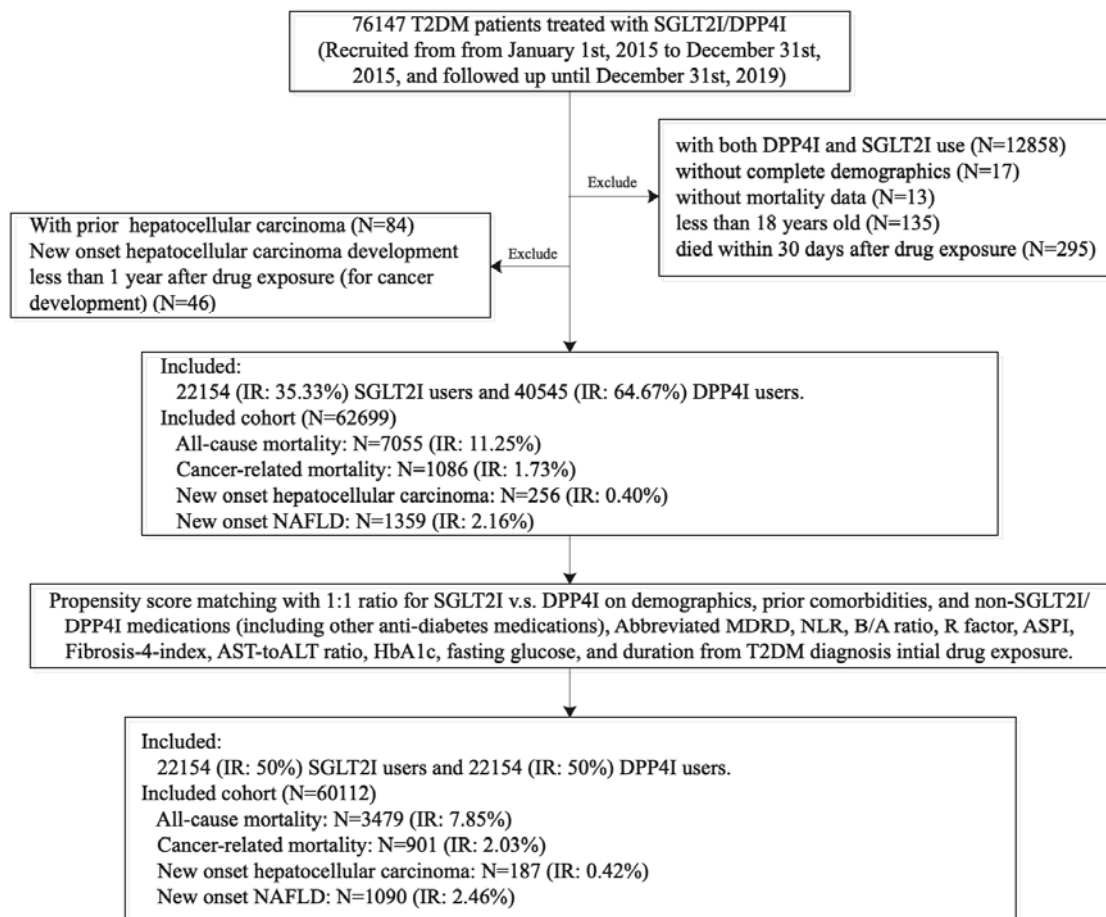 76147 T2DM patients treated with SGLT2I/DPP4I
(Recruited from from January 1st, 2015 to December 31st,
2015, and followed up until December 31st, 2019)
with both DPP4I and SGLT2I use (N=12858)
without complete demographics (N=17)
without mortality data (N=13)
less than 18 years old (N=135)
died within 30 days after drug exposure (N=295)
Exclude
With prior hepatocellular carcinoma (N=84)
New onset hepatocellular carcinoma development
less than 1 year after drug exposure (for cancer
development) (N=46)
Exclude
Included:
22154 (IR: 35.33%) SGLT2I users and 40545 (IR: 64.67%) DPP4I users.
Included cohort (N=62699)
All-cause mortality: N=7055 (IR: 11.25%)
Cancer-related mortality: N=1086 (IR: 1.73%)
New onset hepatocellular carcinoma: N=256 (IR: 0.40%)
New onset NAFLD: N=1359 (IR: 2.16%)
Propensity score matching with 1:1 ratio for SGLT2I v.s. DPP4I on demographics, prior comorbidities, and non-SGLT2I/
DPP4I medications (including other anti-diabetes medications), Abbreviated MDRD, NLR, B/A ratio, R factor, ASPI,
Fibrosis-4-index, AST-toALT ratio, HbA1c, fasting glucose, and duration from T2DM diagnosis intial drug exposure.
Included:
22154 (IR: 50%) SGLT2I users and 22154 (IR: 50%) DPP4I users.
Included cohort (N=60112)
All-cause mortality: N=3479 (IR: 7.85%)
Cancer-related mortality: N=901 (IR: 2.03%)
New onset hepatocellular carcinoma: N=187 (IR: 0.42%)
New onset NAFLD: N=1090 (IR: 2.46%)